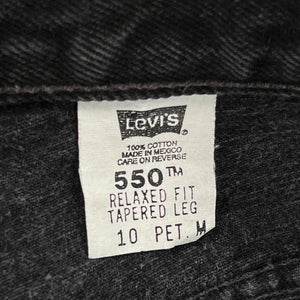 LEVI'S
100% COTTON
MADE IN MEXICO
CARE ON REVERSE
550™
RELAXED FIT
TAPERED LEG
10 PET. M